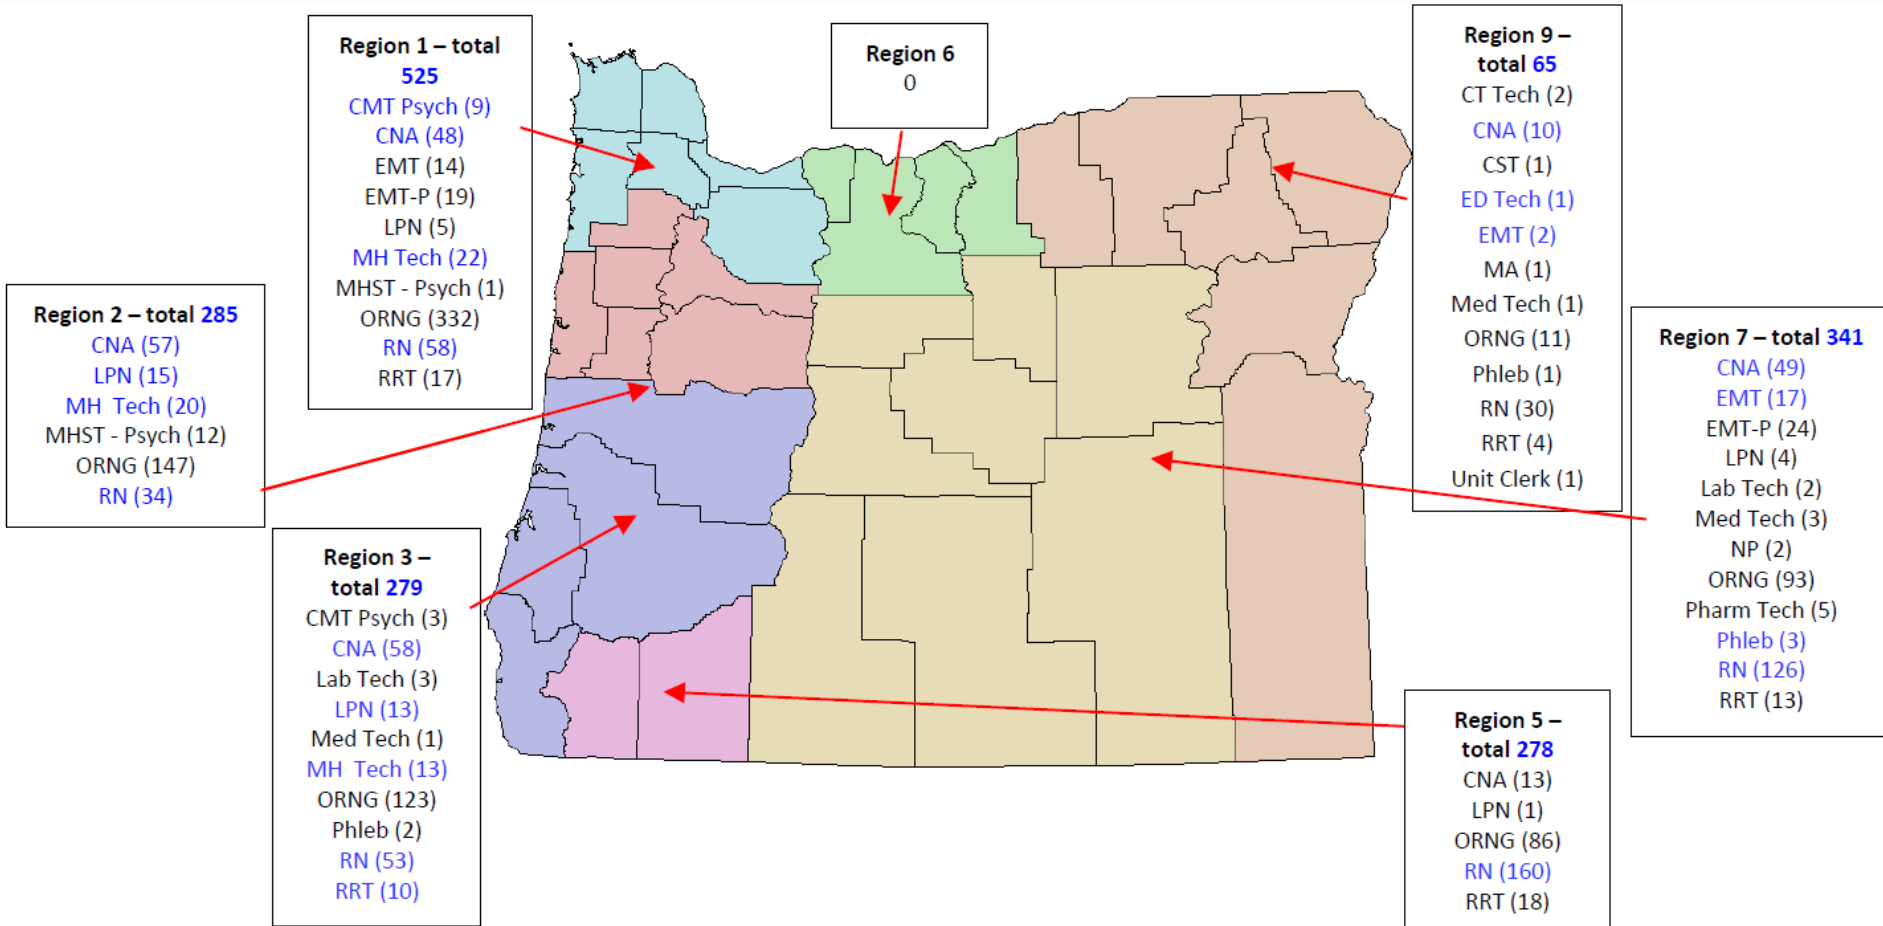 Region 1 – total
525
CMT Psych (9)
CNA (48)
EMT (14)
EMT-P (19)
LPN (5)
MH Tech (22)
MHST - Psych (1)
ORNG (332)
RN (58)
RRT (17)
Region 6
0
Region 9 –
total 65
CT Tech (2)
CNA (10)
CST (1)
ED Tech (1)
EMT (2)
MA (1)
Med Tech (1)
ORNG (11)
Phleb (1)
RN (30)
RRT (4)
Unit Clerk (1)
Region 2 – total 285
CNA (57)
LPN (15)
MH  Tech (20)
MHST - Psych (12)
ORNG (147)
RN (34)
Region 7 – total 341
CNA (49)
EMT (17)
EMT-P (24)
LPN (4)
Lab Tech (2)
Med Tech (3)
NP (2)
ORNG (93)
Pharm Tech (5)
Phleb (3)
RN (126)
RRT (13)
Region 3 –
total 279
CMT Psych (3)
CNA (58)
Lab Tech (3)
LPN (13)
Med Tech (1)
MH  Tech (13)
ORNG (123)
Phleb (2)
RN (53)
RRT (10)
Region 5 –
total 278
CNA (13)
LPN (1)
ORNG (86)
RN (160)
RRT (18)